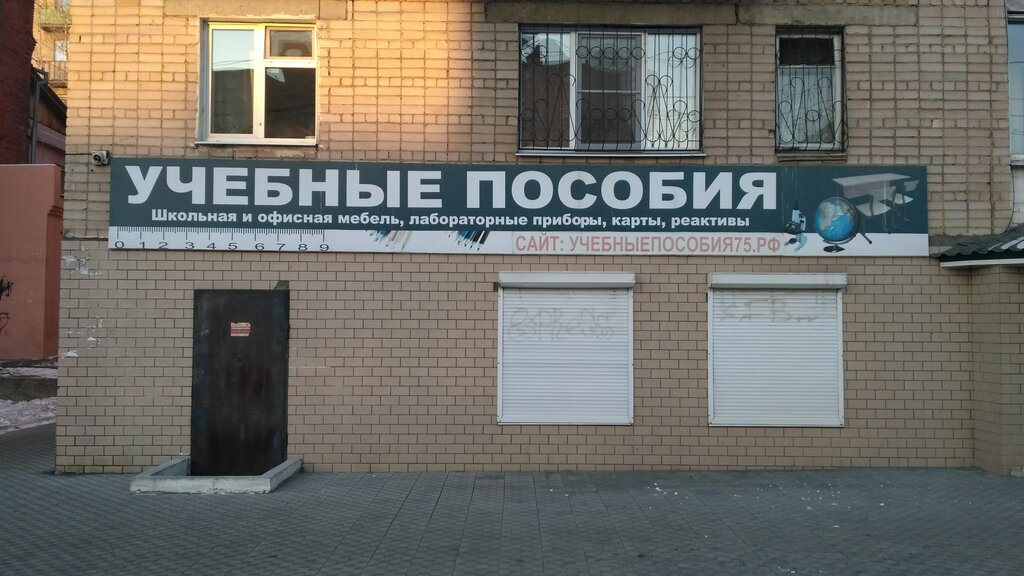 УЧЕБНЫЕ ПОСОБИЯ
Школьная и офисная мебель, лабораторные приборы, карты, реактивы
0 1 2 3 4 5 6 7 8 9
САЙТ: УЧЕБНЫЕПОСОБИЯ75.РФ